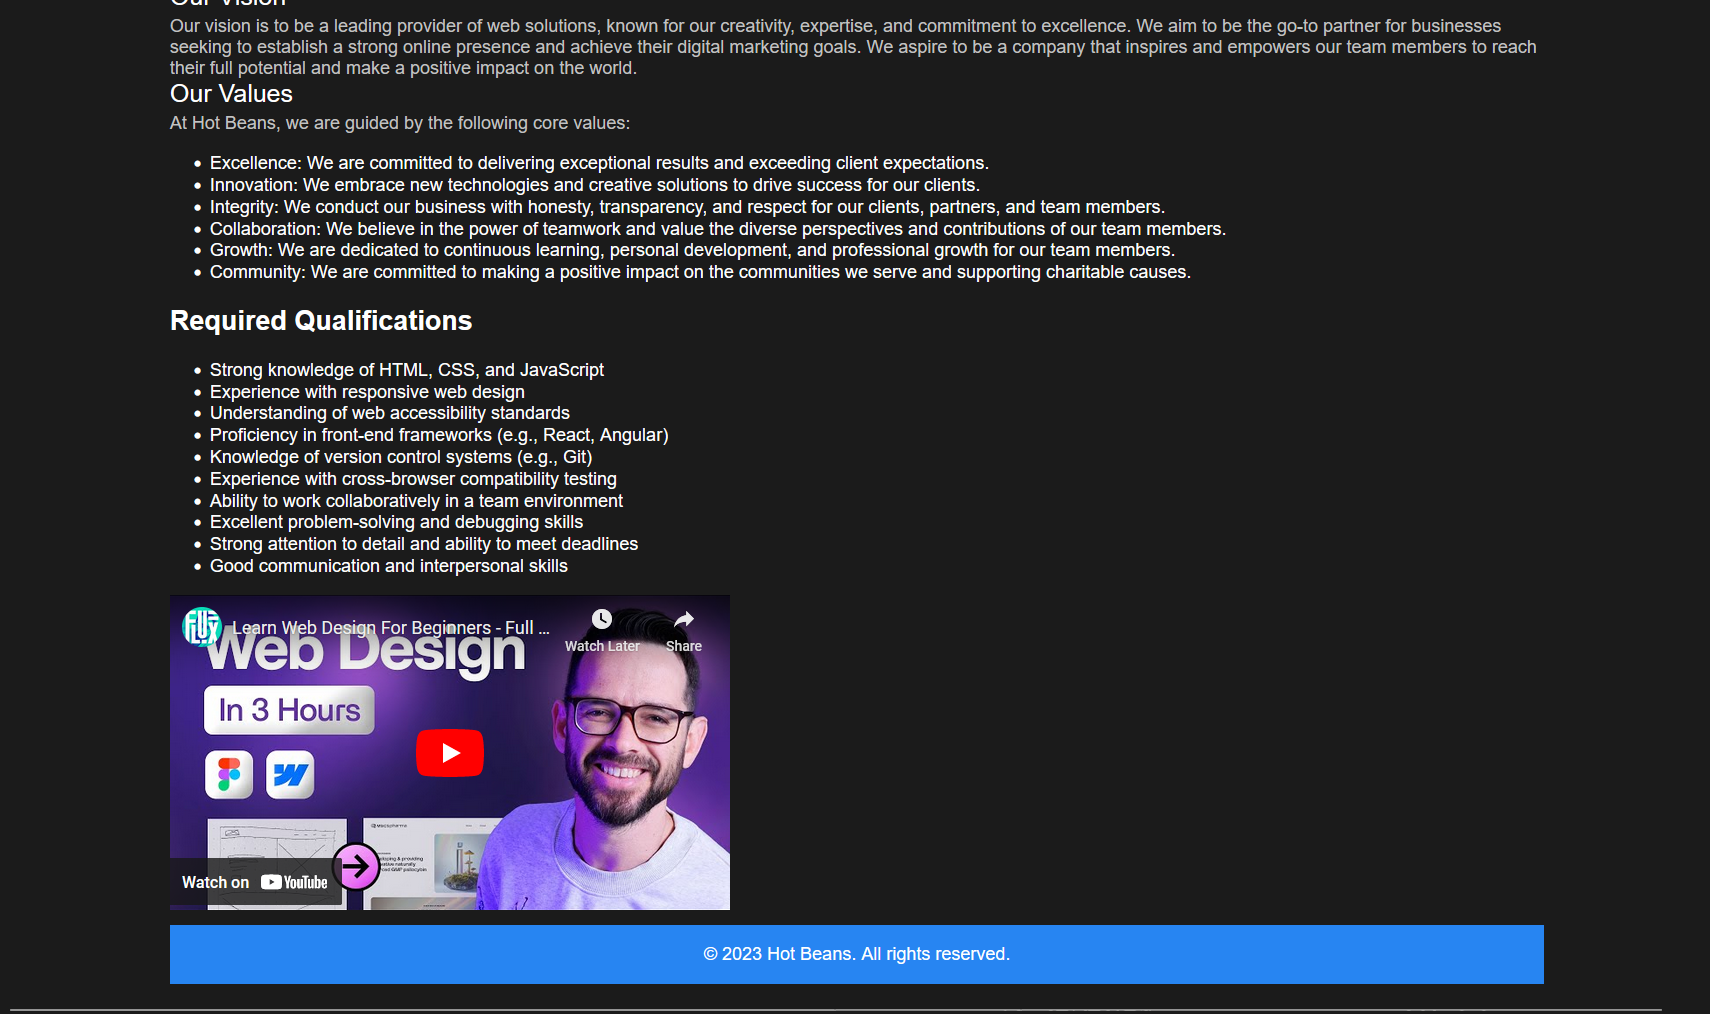 Our Vision
Our vision is to be a leading provider of web solutions, known for our creativity, expertise, and commitment to excellence. We aim to be the go-to partner for businesses
seeking to establish a strong online presence and achieve their digital marketing goals. We aspire to be a company that inspires and empowers our team members to reach
their full potential and make a positive impact on the world.
Our Values
At Hot Beans, we are guided by the following core values:
Excellence: We are committed to delivering exceptional results and exceeding client expectations.
Innovation: We embrace new technologies and creative solutions to drive success for our clients.
Integrity: We conduct our business with honesty, transparency, and respect for our clients, partners, and team members.
Collaboration: We believe in the power of teamwork and value the diverse perspectives and contributions of our team members.
Growth: We are dedicated to continuous learning, personal development, and professional growth for our team members.
Community: We are committed to making a positive impact on the communities we serve and supporting charitable causes.
Required Qualifications
Strong knowledge of HTML, CSS, and JavaScript
Experience with responsive web design
Understanding of web accessibility standards
Proficiency in front-end frameworks (e.g., React, Angular)
Knowledge of version control systems (e.g., Git)
Experience with cross-browser compatibility testing
Ability to work collaboratively in a team environment
Excellent problem-solving and debugging skills
Strong attention to detail and ability to meet deadlines
Good communication and interpersonal skills
FLUX
Learn Web Design For Beginners - Full ...
Watch Later
Share
Web Design
In 3 Hours
Watch on YouTube
© 2023 Hot Beans. All rights reserved.